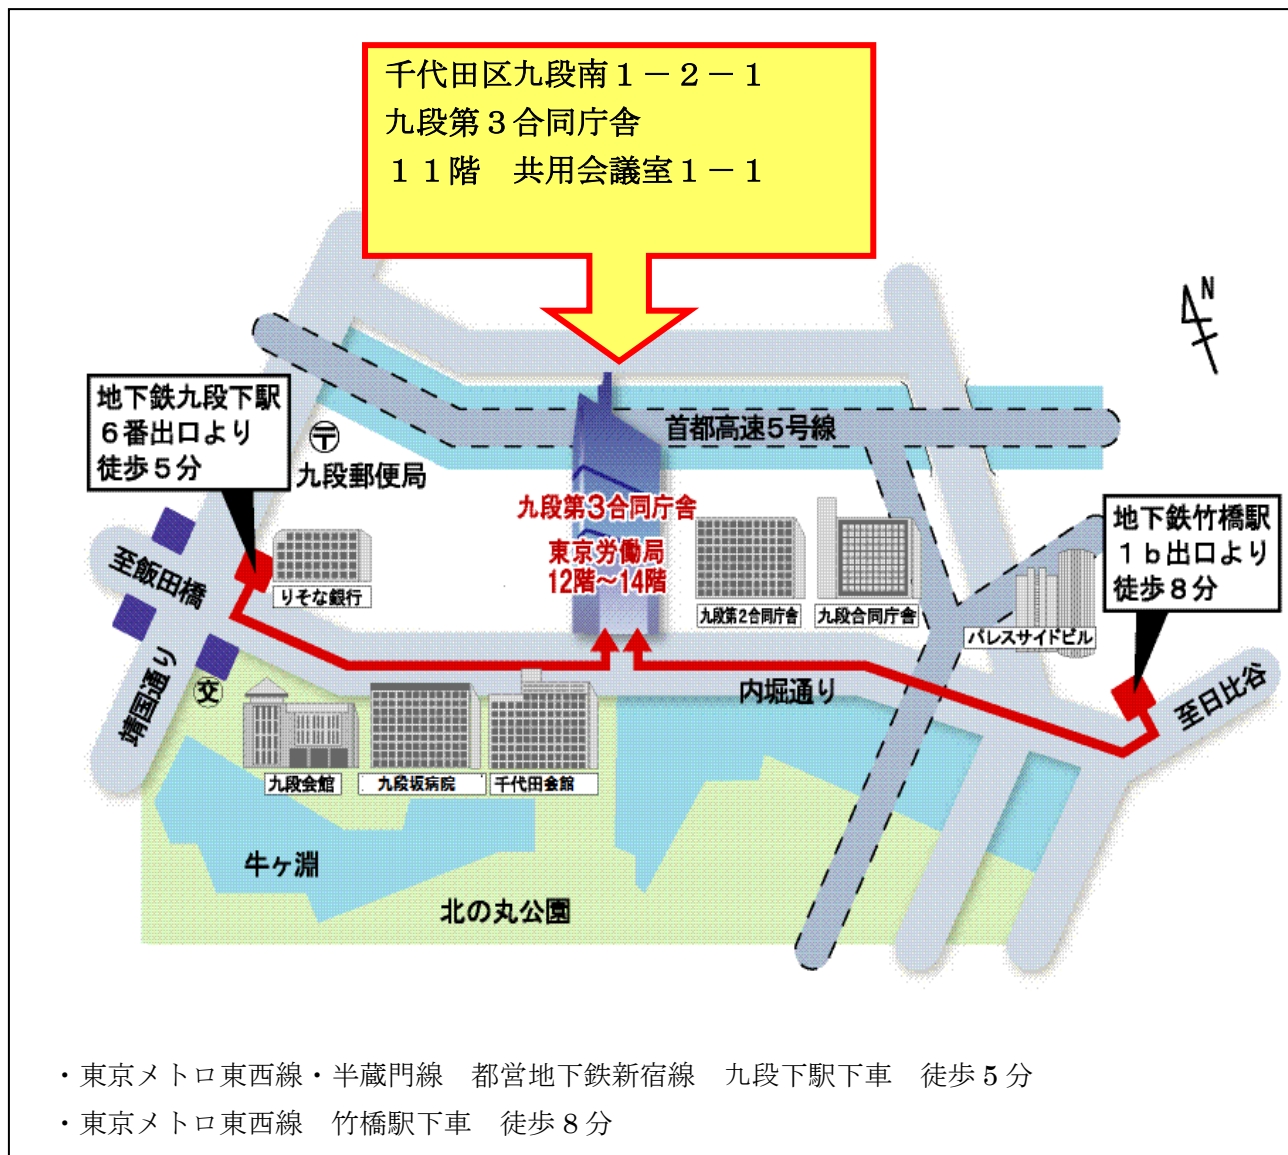 千代田区九段南１－２－１
九段第３合同庁舎
１１階　共用会議室１－１
N
地下鉄九段下駅
６番出口より
徒歩５分
〒
九段郵便局
首都高速5号線
九段第3合同庁舎
東京労働局
12階～14階
地下鉄竹橋駅
１ｂ出口より
徒歩８分
至飯田橋
りそな銀行
九段第2合同庁舎
九段合同庁舎
パレスサイドビル
靖国通り
交
内堀通り
至日比谷
九段会館
九段坂病院
千代田会館
牛ヶ淵
北の丸公園
・東京メトロ東西線・半蔵門線　都営地下鉄新宿線　九段下駅下車　徒歩 5 分
・東京メトロ東西線　竹橋駅下車　徒歩 8 分